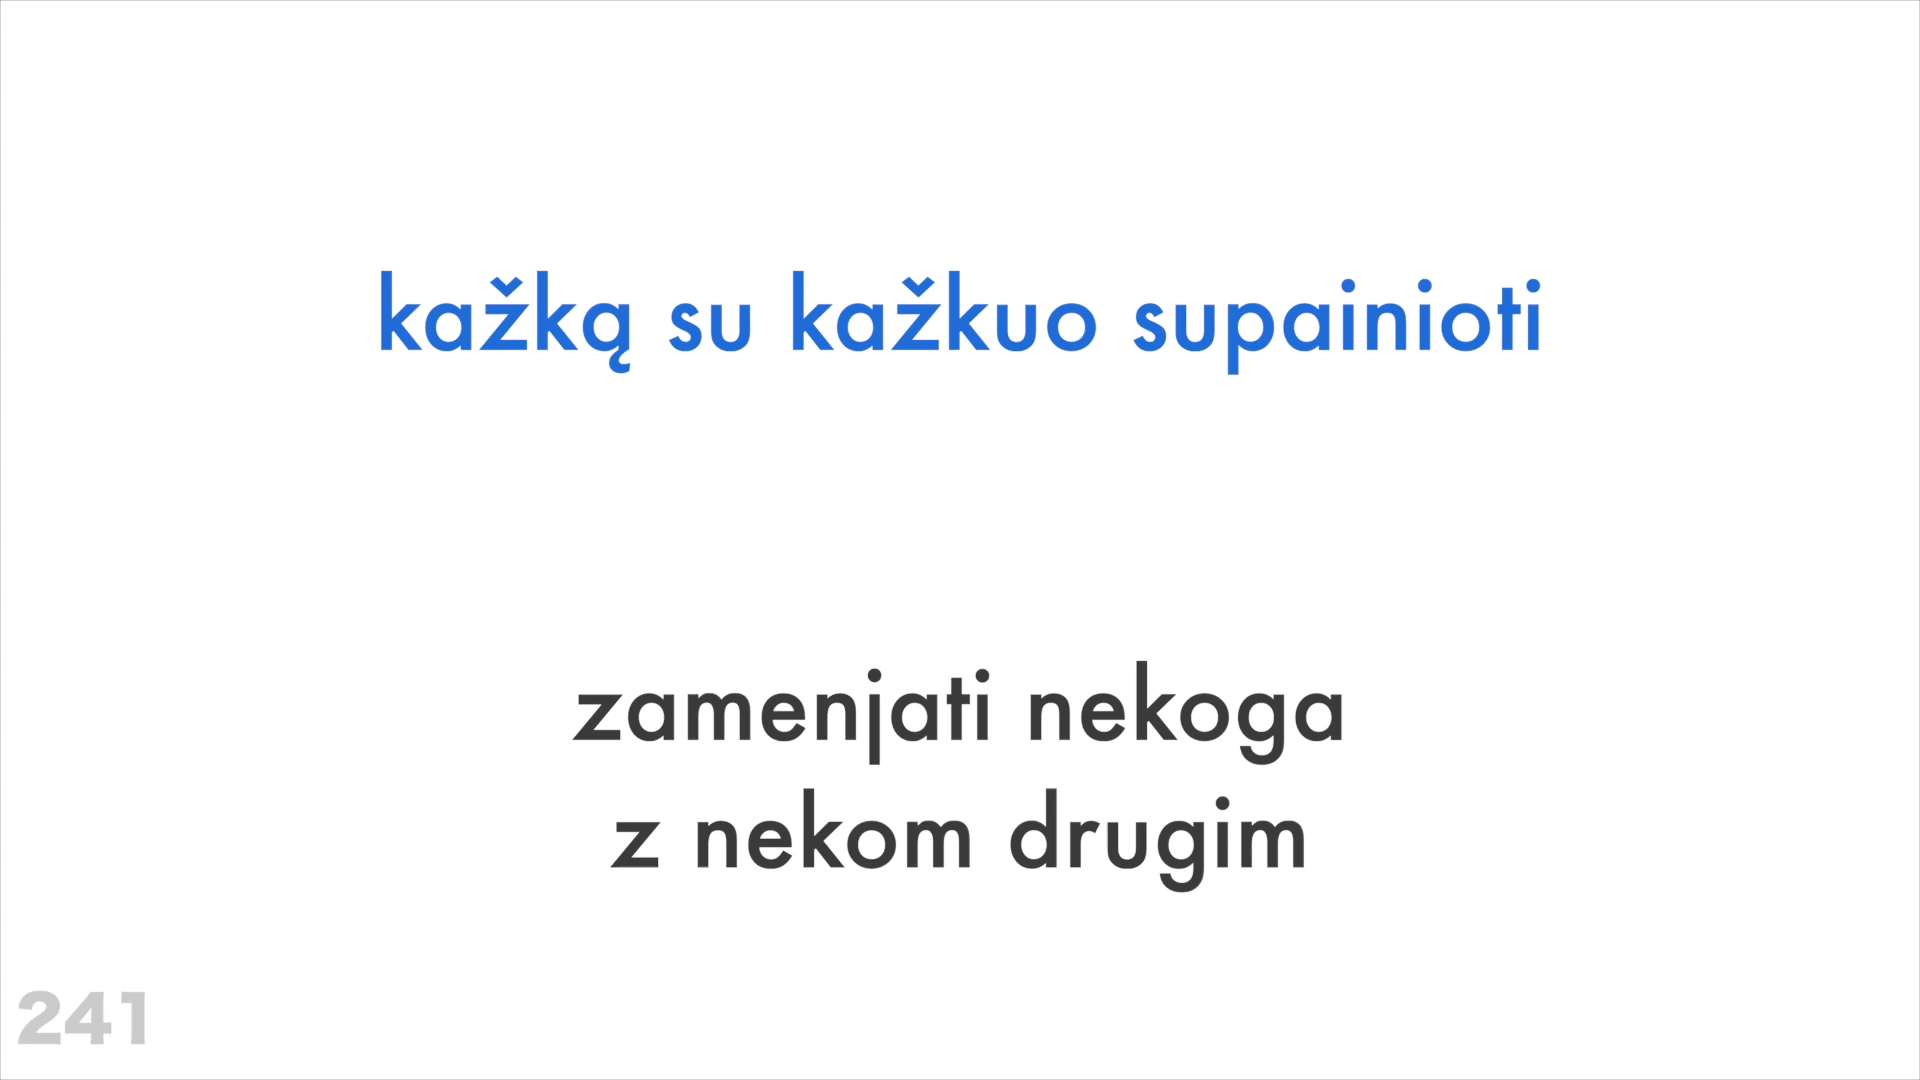 kažką su kažkuo supainioti
zamenjati nekoga
z nekom drugim
241